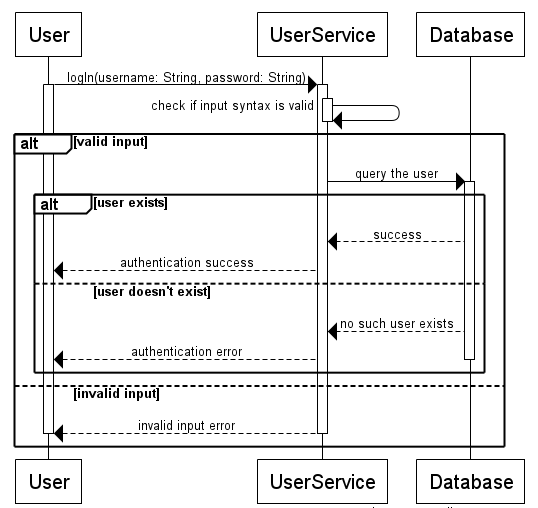 User
UserService
Database
logIn(username: String, password: String)
check if input syntax is valid
alt
[valid input]
query the user
alt
[user exists]
success
authentication success
[user doesn't exist]
no such user exists
authentication error
[invalid input]
invalid input error
User
UserService
Database